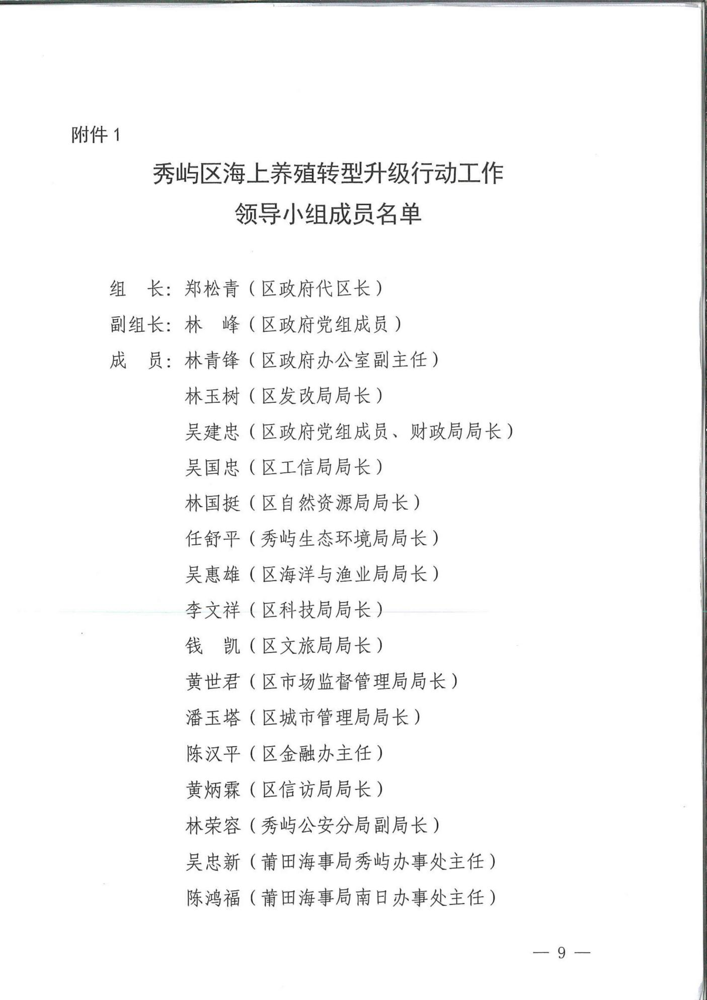 附件1
秀屿区海上养殖转型升级行动工作
领导小组成员名单
组　长：郑松青（区政府代区长）
副组长：林　峰（区政府党组成员）
成　员：林青锋（区政府办公室副主任）
林玉树（区发改局局长）
吴建忠（区政府党组成员、财政局局长）
吴国忠（区工信局局长）
林国挺（区自然资源局局长）
任舒平（秀屿生态环境局局长）
吴惠雄（区海洋与渔业局局长）
李文祥（区科技局局长）
钱　凯（区文旅局局长）
黄世君（区市场监督管理局局长）
潘玉塔（区城市管理局局长）
陈汉平（区金融办主任）
黄炳霖（区信访局局长）
林荣容（秀屿公安分局副局长）
吴忠新（莆田海事局秀屿办事处主任）
陈鸿福（莆田海事局南日办事处主任）
— 9 —